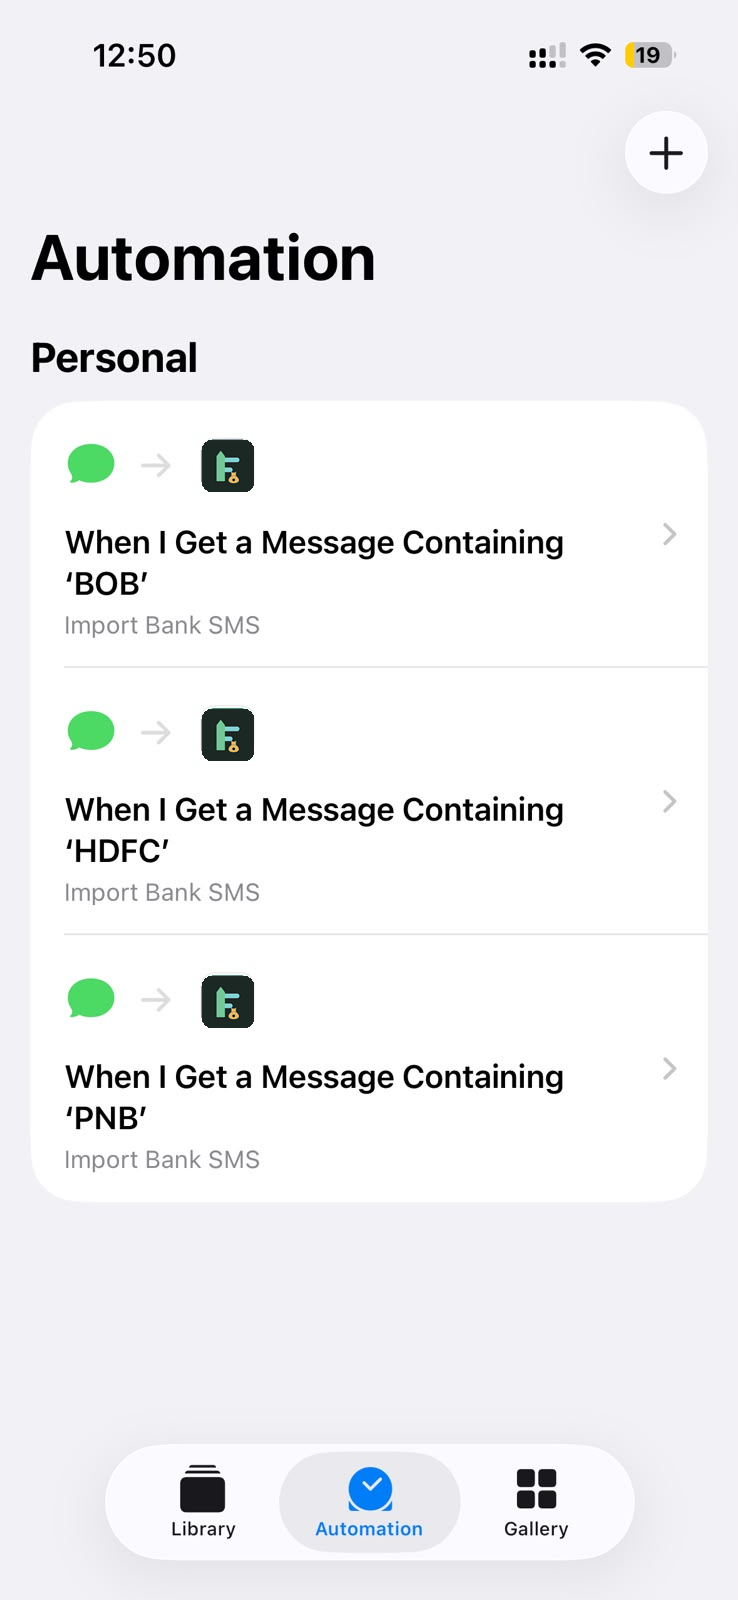 12:50
19
Automation
Personal
When I Get a Message Containing
‘BOB’
Import Bank SMS
When I Get a Message Containing
‘HDFC’
Import Bank SMS
When I Get a Message Containing
‘PNB’
Import Bank SMS
Library
Automation
Gallery